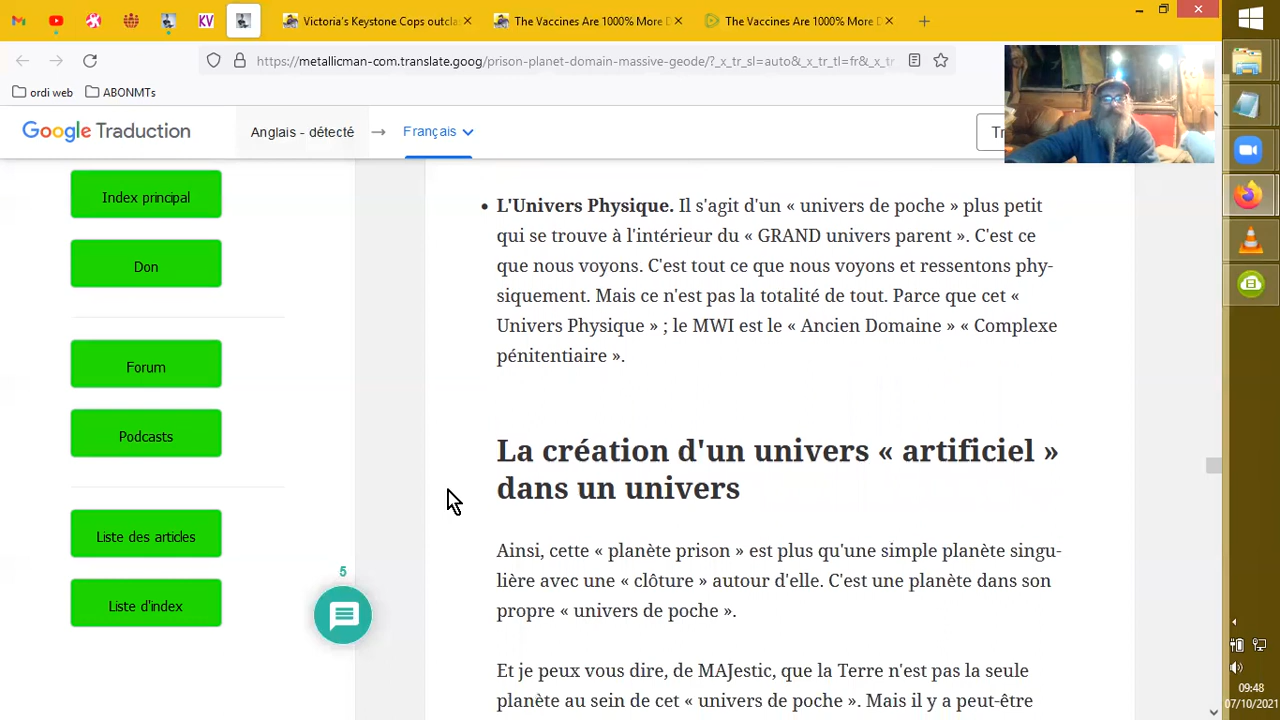 Victoria's Keystone Cops outcla
The Vaccines Are 1000% More D
The Vaccines Are 1000% More D
KV
https://metallicman-com.translate.goog/prison-planet-domain-massive-geode/?_x_tr_sl=auto&_x_tr_tl=fr&_x_tr
ordi web
ABONMTs
Google Traduction
Anglais - détecté
Français
Tr
Index principal
Don
Forum
Podcasts
Liste des articles
Liste d'index
5
L'Univers Physique. Il s'agit d'un « univers de poche » plus petit
qui se trouve à l'intérieur du « GRAND univers parent ». C'est ce
que nous voyons. C'est tout ce que nous voyons et ressentons phy-
siquement. Mais ce n'est pas la totalité de tout. Parce que cet «
Univers Physique » ; le MWI est le « Ancien Domaine » « Complexe
pénitentiaire ».
La création d'un univers « artificiel »
dans un univers
Ainsi, cette « planète prison » est plus qu'une simple planète singu-
lière avec une « clôture » autour d'elle. C'est une planète dans son
propre « univers de poche ».
Et je peux vous dire, de MAJestic, que la Terre n'est pas la seule
planète au sein de cet « univers de poche ». Mais il y a peut-être
09:48
07/10/2021